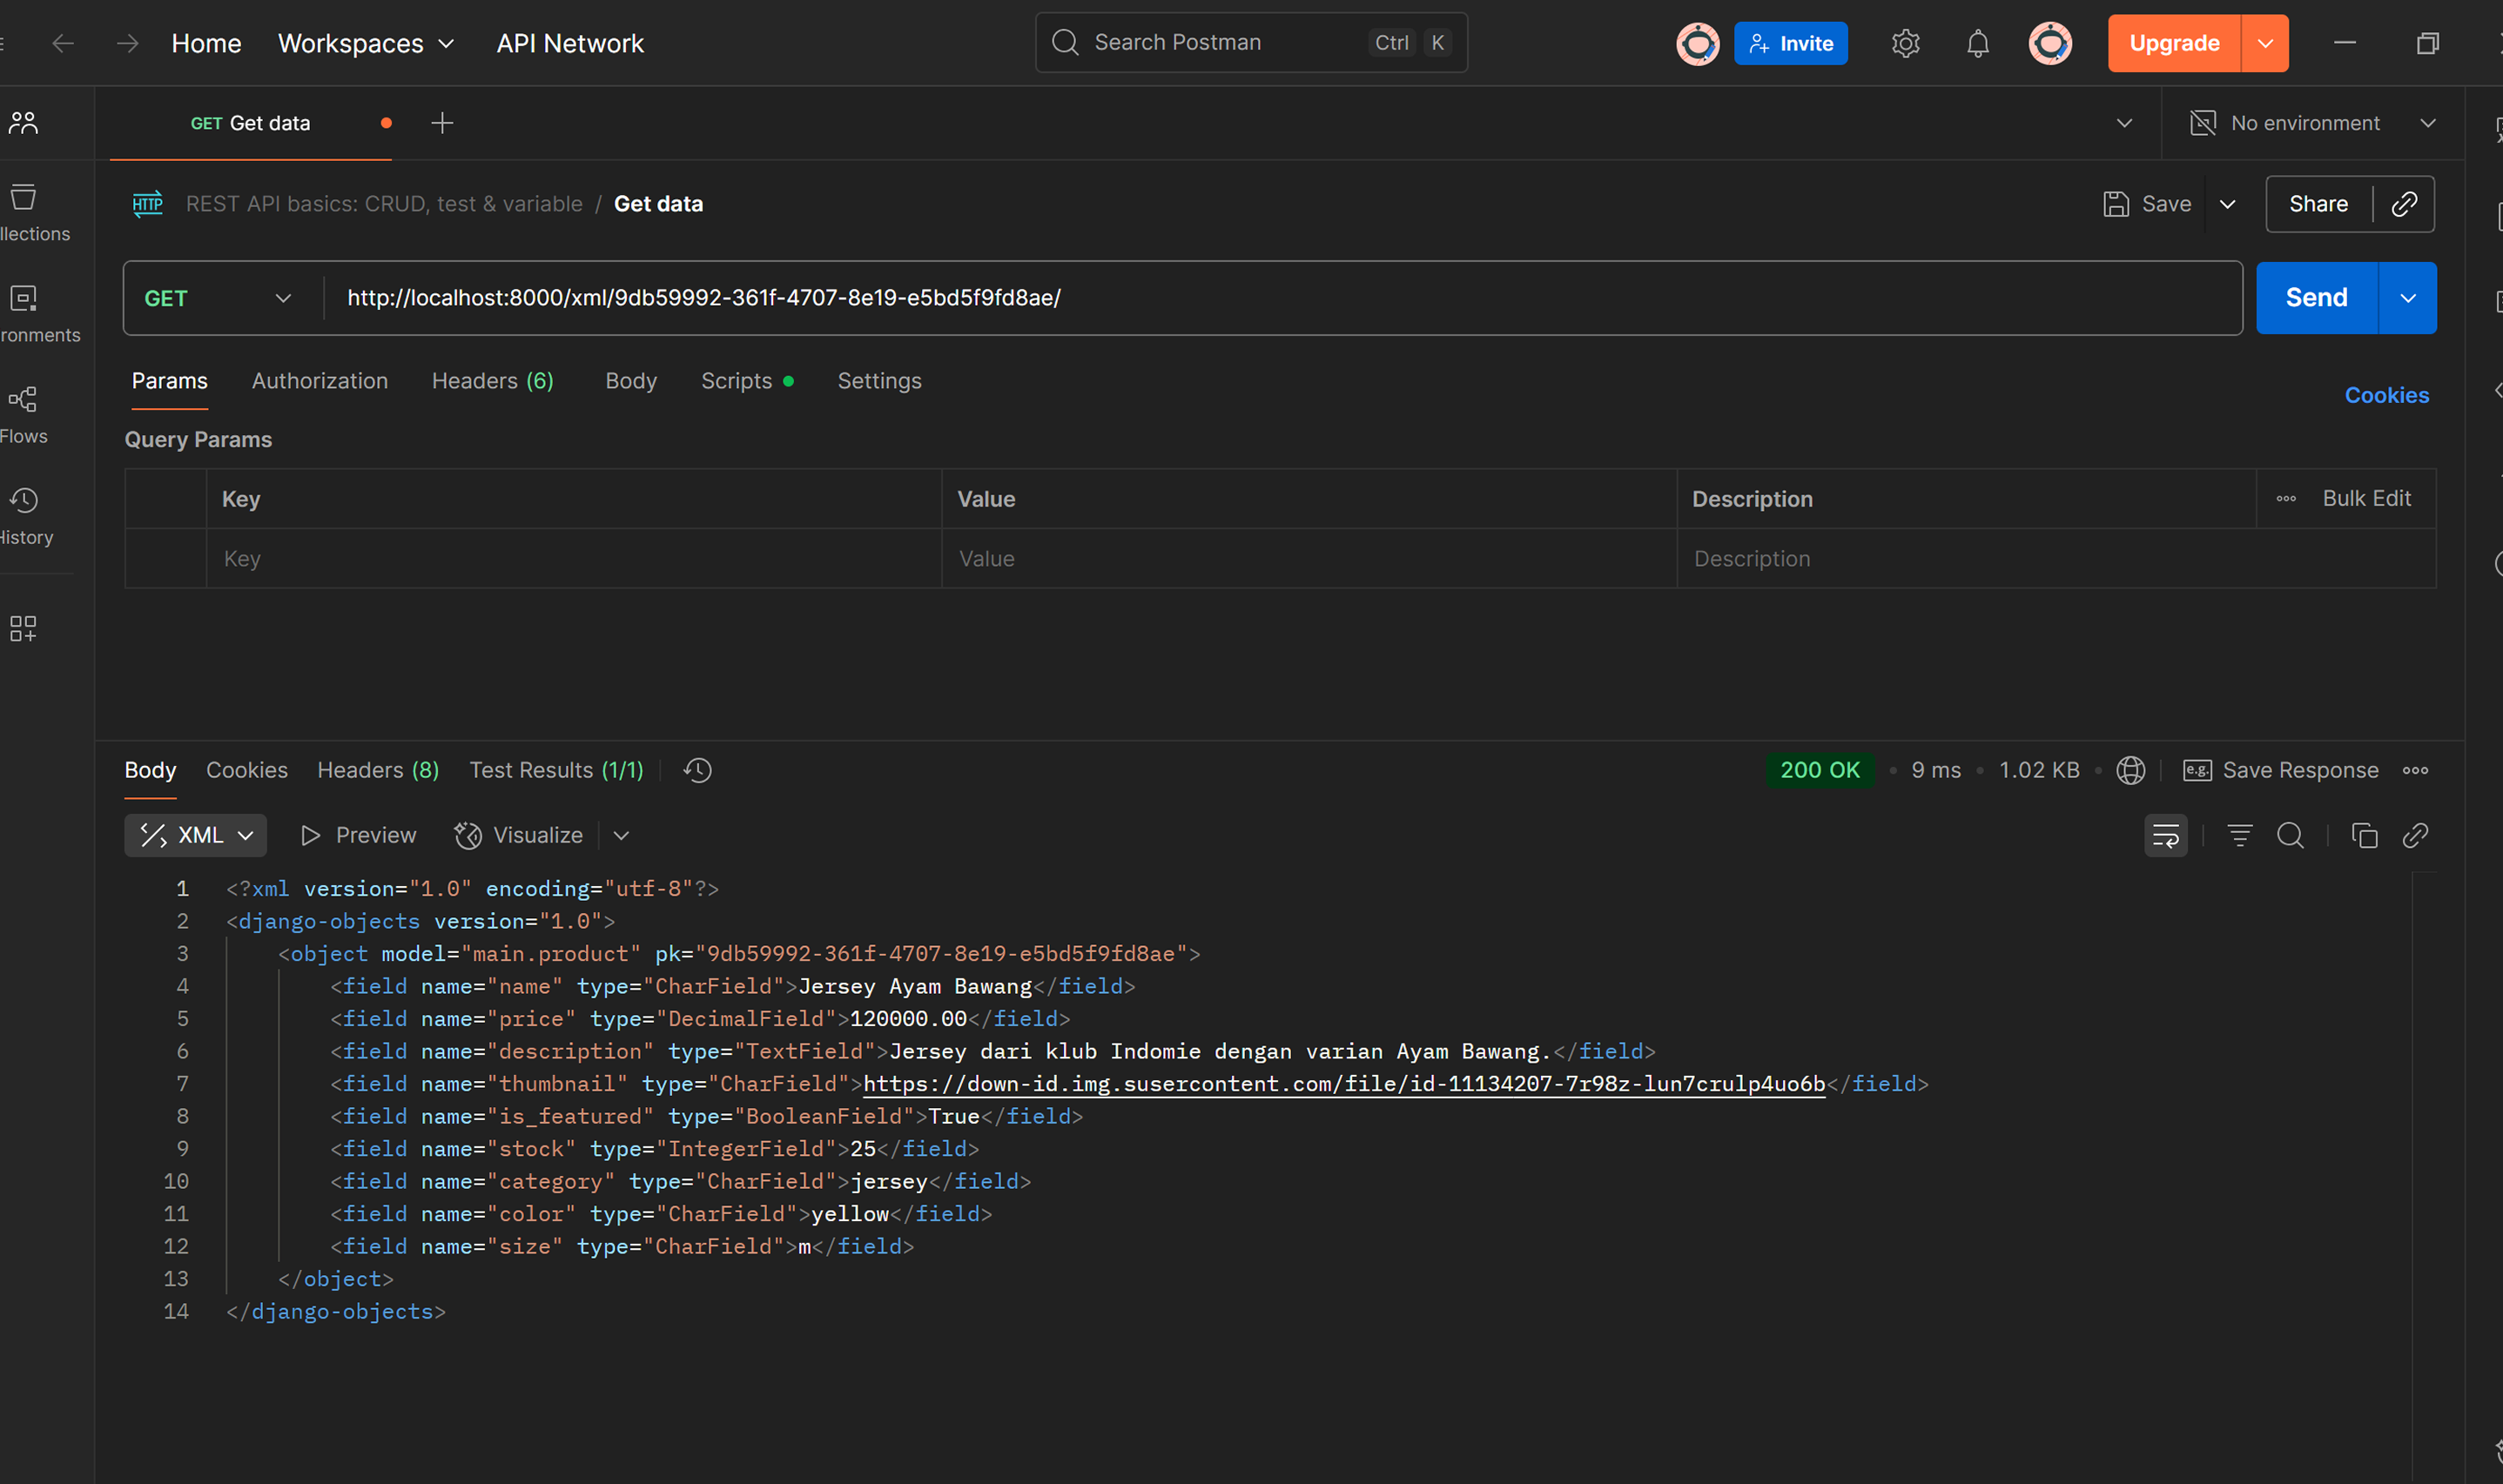 Home Workspaces API Network Search Postman Ctrl K Invite Upgrade
GET Get data No environment
HTTP REST API basics: CRUD, test & variable / Get data Save Share
llections
ronments
Flows
History
GET http://localhost:8000/xml/9db59992-361f-4707-8e19-e5bd5f9fd8ae/ Send
Params Authorization Headers (6) Body Scripts Settings Cookies
Query Params
Key Value Description Bulk Edit
Key Value Description
Body Cookies Headers (8) Test Results (1/1) 200 OK 9 ms 1.02 KB e.g. Save Response
XML Preview Visualize
1 <?xml version="1.0" encoding="utf-8"?>
2 <django-objects version="1.0">
3 <object model="main.product" pk="9db59992-361f-4707-8e19-e5bd5f9fd8ae">
4 <field name="name" type="CharField">Jersey Ayam Bawang</field>
5 <field name="price" type="DecimalField">120000.00</field>
6 <field name="description" type="TextField">Jersey dari klub Indomie dengan varian Ayam Bawang.</field>
7 <field name="thumbnail" type="CharField">https://down-id.img.susercontent.com/file/id-11134207-7r98z-lun7crulp4uo6b</field>
8 <field name="is_featured" type="BooleanField">True</field>
9 <field name="stock" type="IntegerField">25</field>
10 <field name="category" type="CharField">jersey</field>
11 <field name="color" type="CharField">yellow</field>
12 <field name="size" type="CharField">m</field>
13 </object>
14 </django-objects>